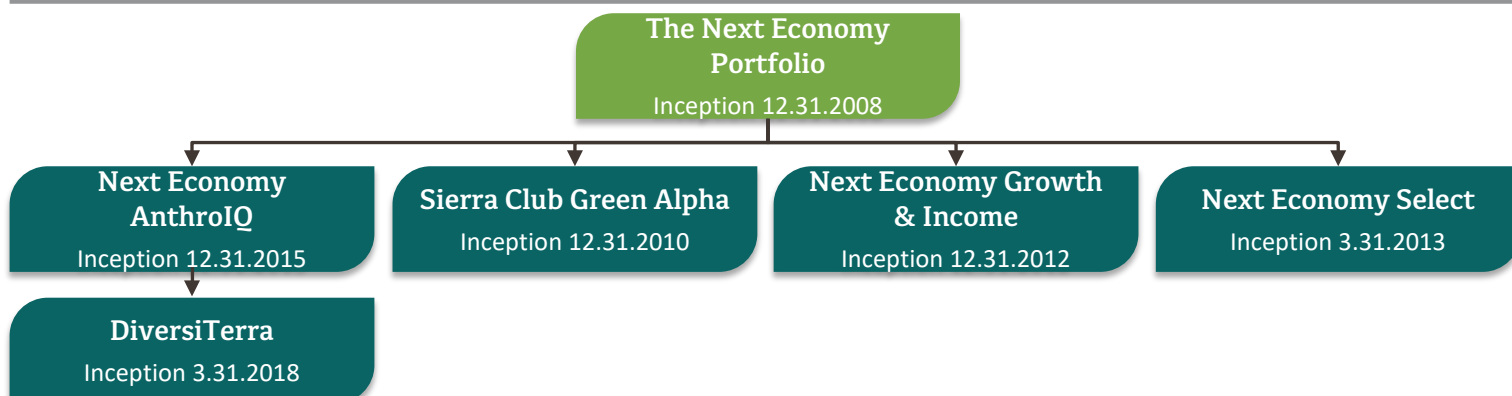 The Next Economy
Portfolio
Inception 12.31.2008
Next Economy
AnthroIQ
Inception 12.31.2015
Sierra Club Green Alpha
Inception 12.31.2010
Next Economy Growth
& Income
Inception 12.31.2012
Next Economy Select
Inception 3.31.2013
DiversiTerra
Inception 3.31.2018